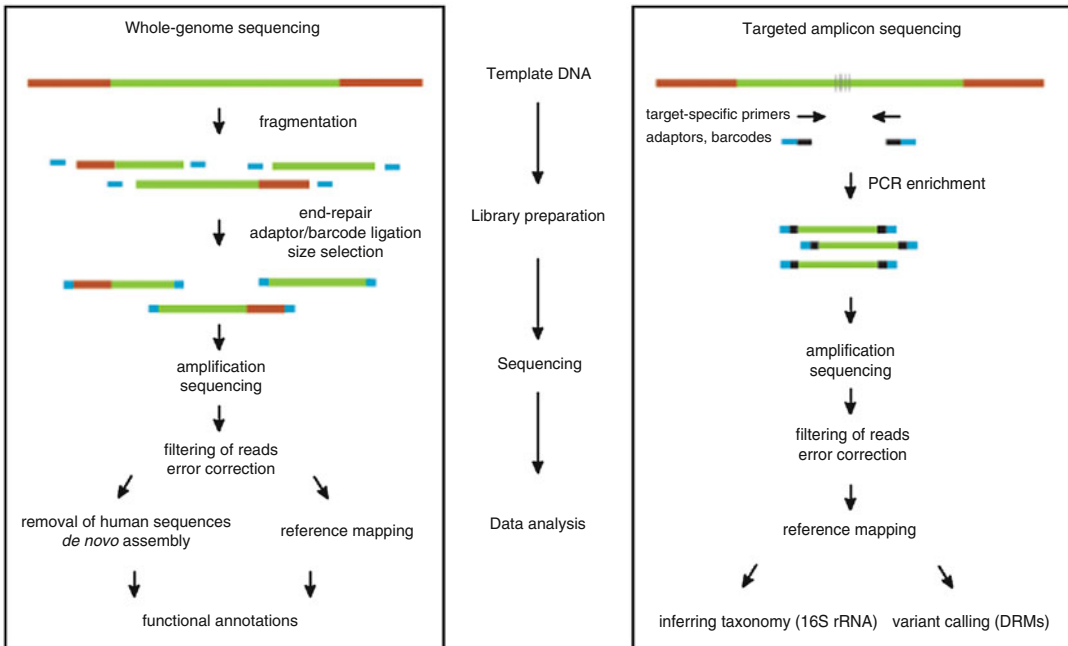 Whole-genome sequencing
fragmentation
end-repair
adaptor/barcode ligation
size selection
amplification
sequencing
filtering of reads
error correction
removal of human sequences
de novo assembly
reference mapping
functional annotations
Template DNA
Library preparation
Sequencing
Data analysis
Targeted amplicon sequencing
target-specific primers
adaptors, barcodes
PCR enrichment
amplification
sequencing
filtering of reads
error correction
reference mapping
inferring taxonomy (16S rRNA)
variant calling (DRMs)